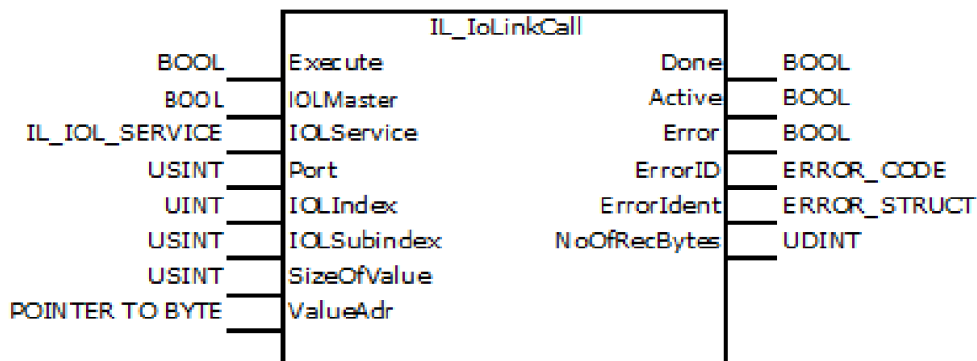 IL_IoLinkCall
BOOL Execute Done BOOL
BOOL IOLMaster Active BOOL
IL_IOL_SERVICE IOLService Error BOOL
USINT Port ErrorID ERROR_CODE
UINT IOLIndex ErrorIdent ERROR_STRUCT
USINT IOLSubindex NoOfRecBytes UDINT
USINT SizeOfValue
POINTER TO BYTE ValueAdr